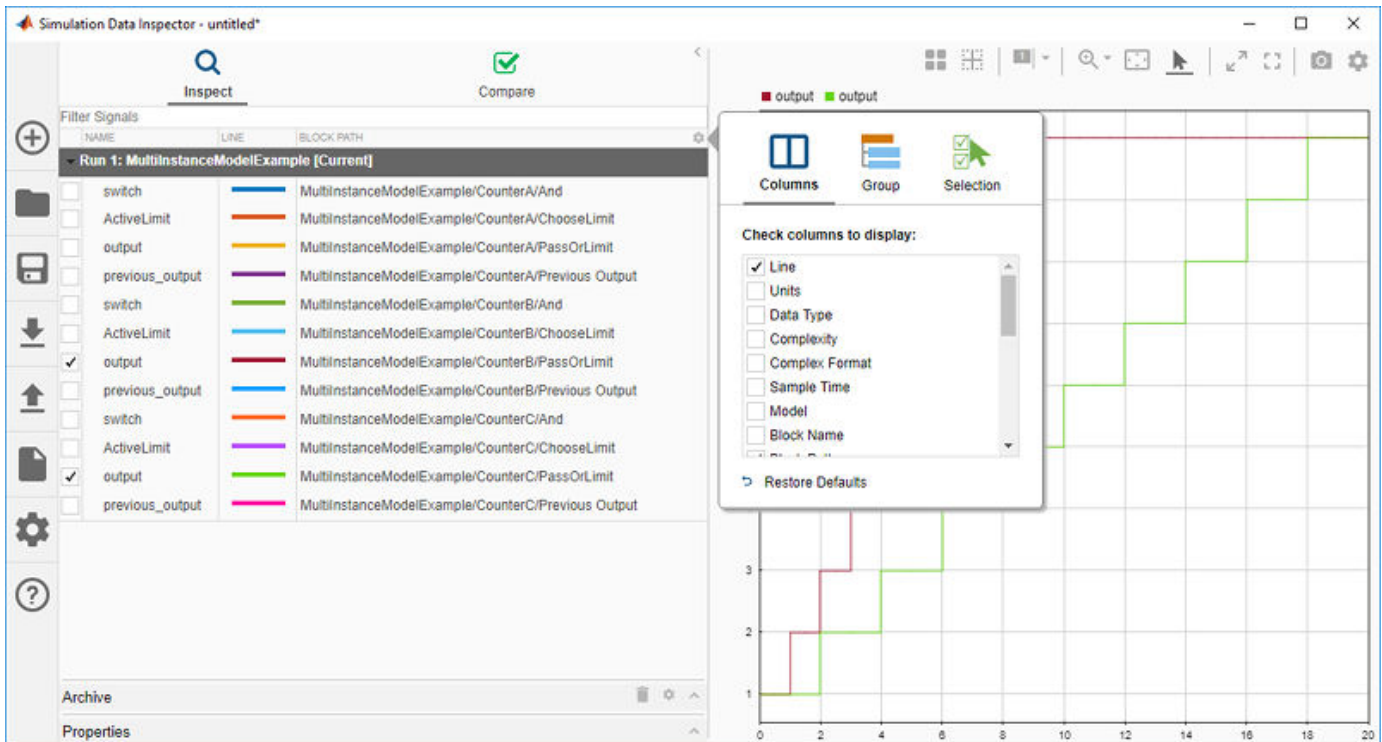 Simulation Data Inspector - untitled*
Inspect
Compare
output output
Filter Signals
NAME LINE BLOCK PATH
Run 1: MultiInstanceModelExample [Current]
switch MultiInstanceModelExample/CounterA/And
ActiveLimit MultiInstanceModelExample/CounterA/ChooseLimit
output MultiInstanceModelExample/CounterA/PassOrLimit
previous_output MultiInstanceModelExample/CounterA/Previous Output
switch MultiInstanceModelExample/CounterB/And
ActiveLimit MultiInstanceModelExample/CounterB/ChooseLimit
output MultiInstanceModelExample/CounterB/PassOrLimit
previous_output MultiInstanceModelExample/CounterB/Previous Output
switch MultiInstanceModelExample/CounterC/And
ActiveLimit MultiInstanceModelExample/CounterC/ChooseLimit
output MultiInstanceModelExample/CounterC/PassOrLimit
previous_output MultiInstanceModelExample/CounterC/Previous Output
Archive
Properties
Columns Group Selection
Check columns to display:
Line
Units
Data Type
Complexity
Complex Format
Sample Time
Model
Block Name
Restore Defaults
3
2
1
0 2 4 6 8 10 12 14 16 18 20